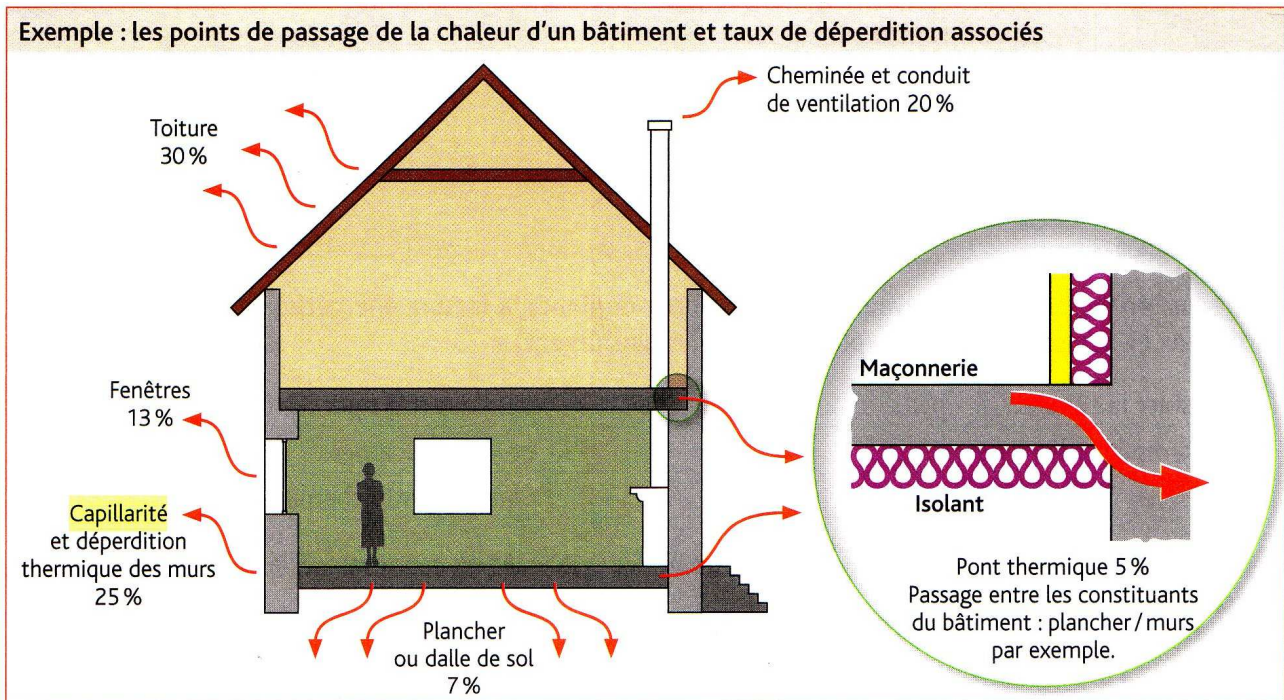 Exemple : les points de passage de la chaleur d'un bâtiment et taux de déperdition associés
Cheminée et conduit
de ventilation 20 %
Toiture
30 %
Fenêtres
13 %
Capillarité
et déperdition
thermique des murs
25 %
Plancher
ou dalle de sol
7 %
Maçonnerie
Isolant
Pont thermique 5 %
Passage entre les constituants
du bâtiment : plancher / murs
par exemple.